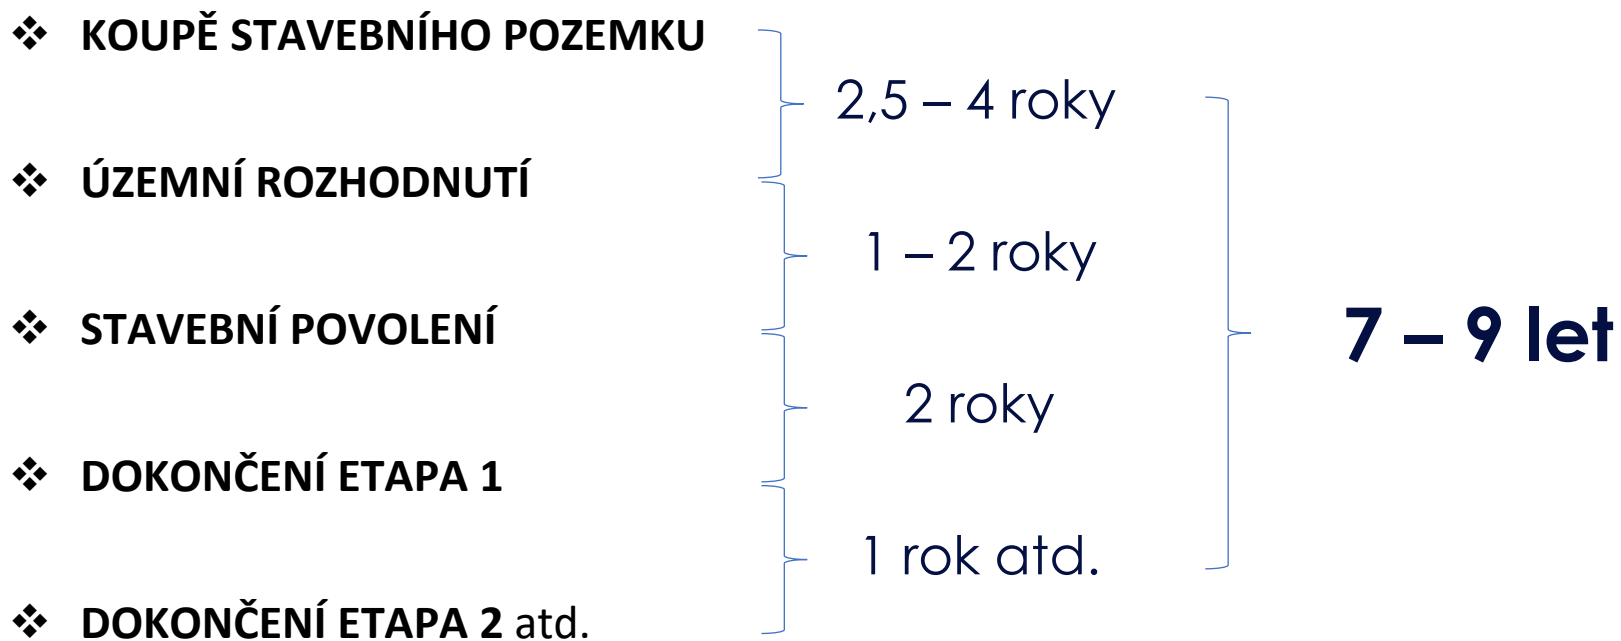 ❖ KOUPĚ STAVEBNÍHO POZEMKU
2,5 – 4 roky
❖ ÚZEMNÍ ROZHODNUTÍ
1 – 2 roky
❖ STAVEBNÍ POVOLENÍ
7 – 9 let
2 roky
❖ DOKONČENÍ ETAPA 1
1 rok atd.
❖ DOKONČENÍ ETAPA 2 atd.